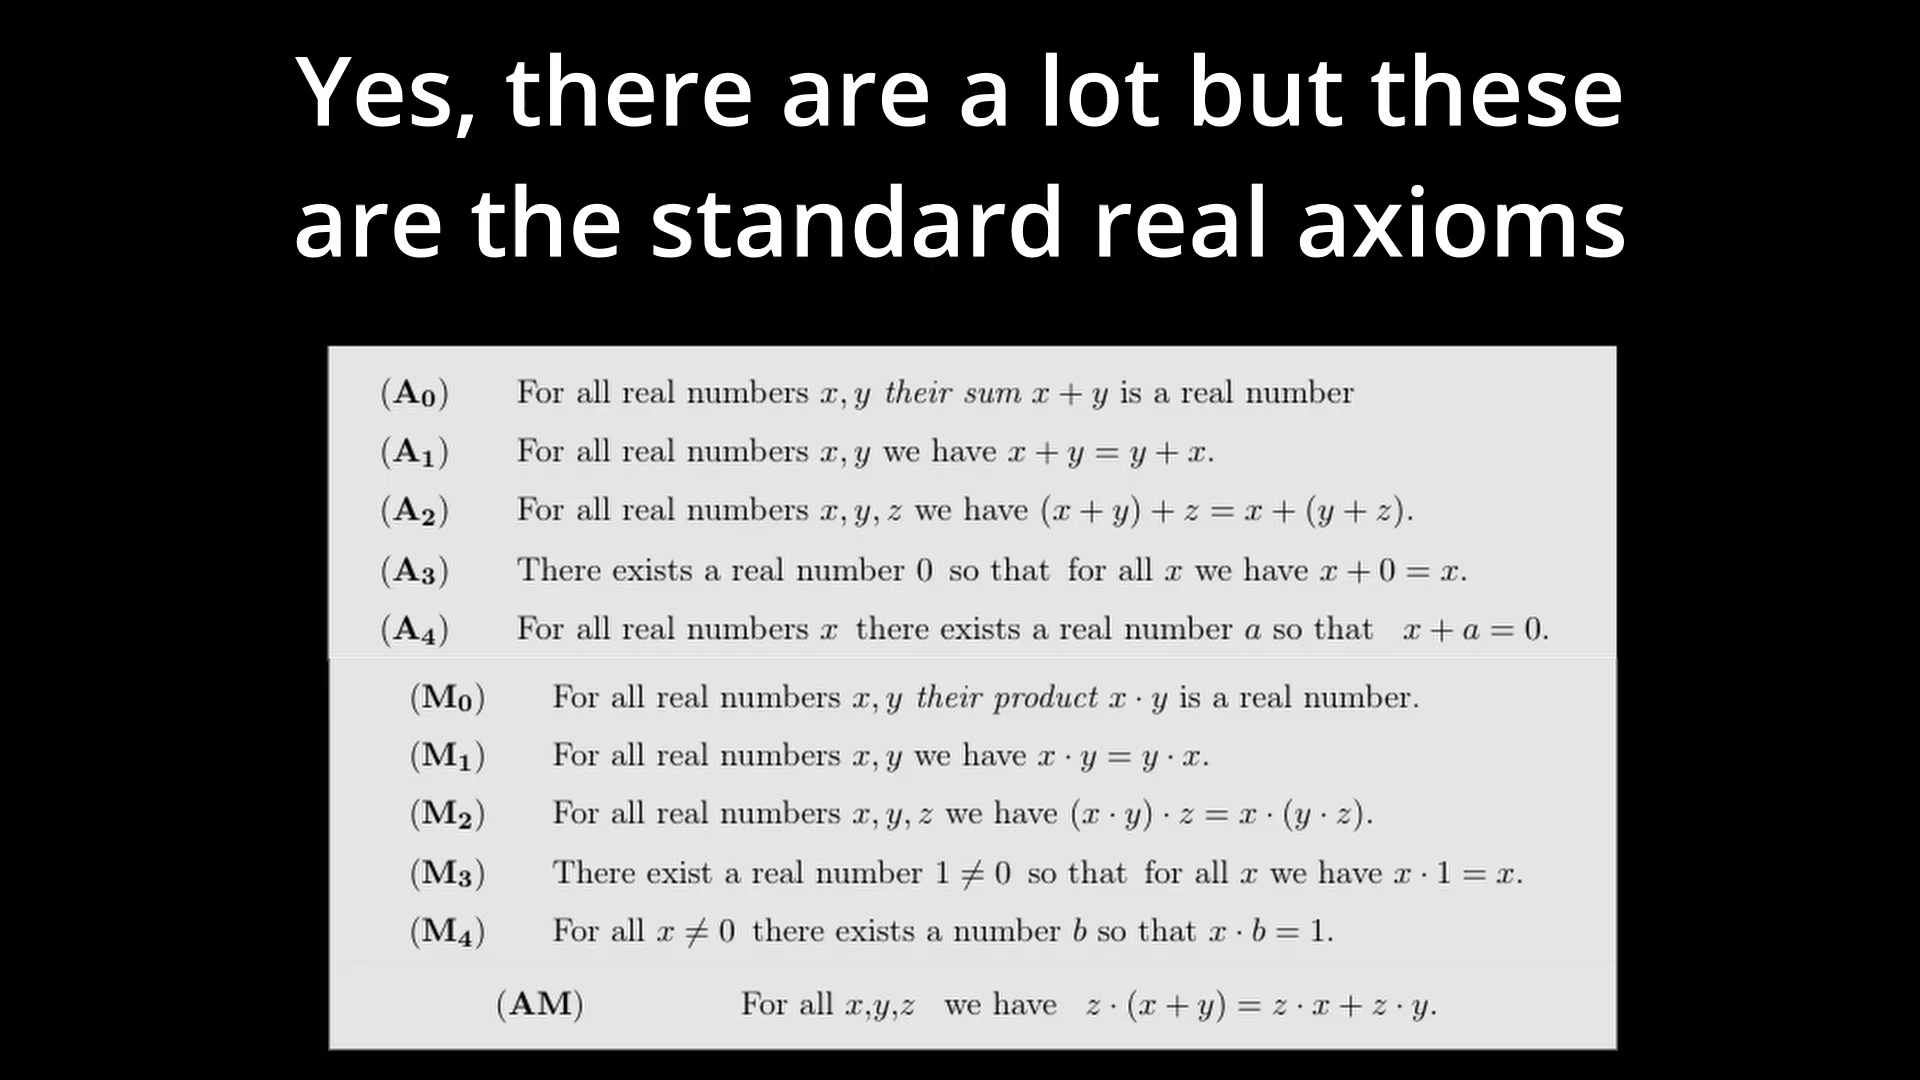 Yes, there are a lot but these
are the standard real axioms
(A₀) For all real numbers x, y their sum x + y is a real number
(A₁) For all real numbers x, y we have x + y = y + x.
(A₂) For all real numbers x, y, z we have (x + y) + z = x + (y + z).
(A₃) There exists a real number 0 so that for all x we have x + 0 = x.
(A₄) For all real numbers x there exists a real number a so that x + a = 0.
(M₀) For all real numbers x, y their product x · y is a real number.
(M₁) For all real numbers x, y we have x · y = y · x.
(M₂) For all real numbers x, y, z we have (x · y) · z = x · (y · z).
(M₃) There exist a real number 1 ≠ 0 so that for all x we have x · 1 = x.
(M₄) For all x ≠ 0 there exists a number b so that x · b = 1.
(AM) For all x,y,z we have z · (x + y) = z · x + z · y.